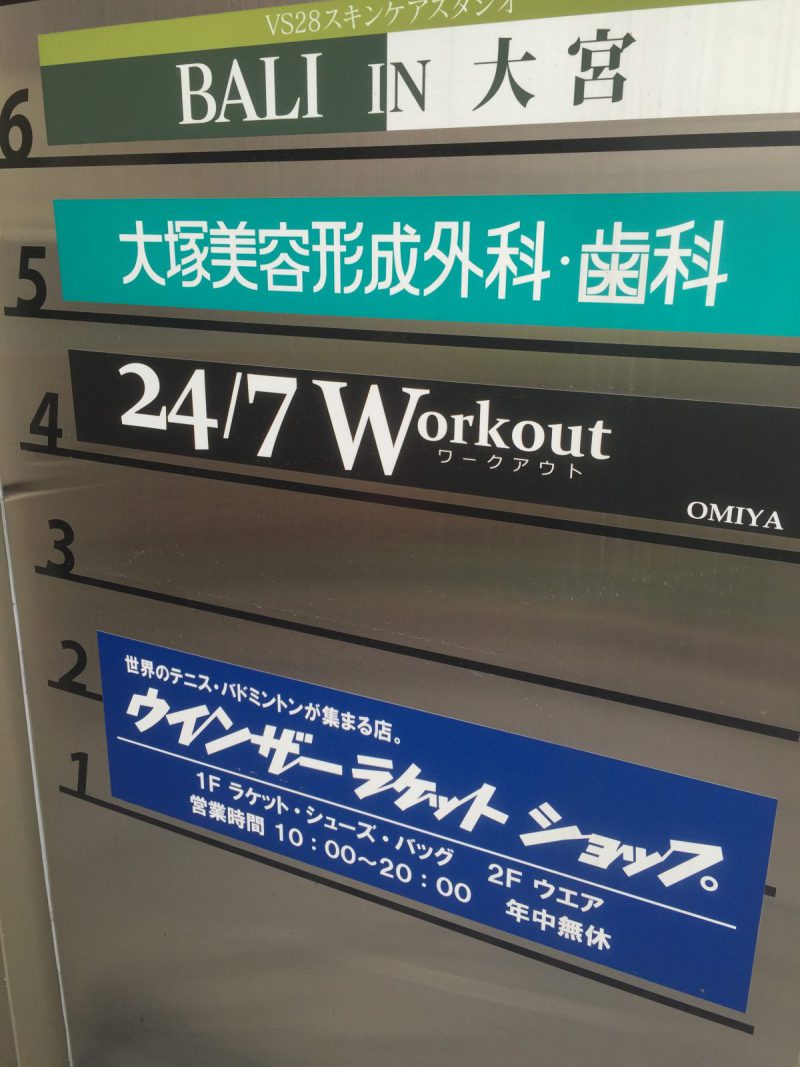 VS28スキンケアスタジオ
6
BALI IN 大宮
5
大塚美容形成外科・歯科
4
24/7 Workout
ワークアウト
OMIYA
3
2
世界のテニス・バドミントンが集まる店。
ウインザー ラケット ショップ。
1
1F ラケット・シューズ・バッグ 2F ウエア
営業時間 10:00〜20:00 年中無休